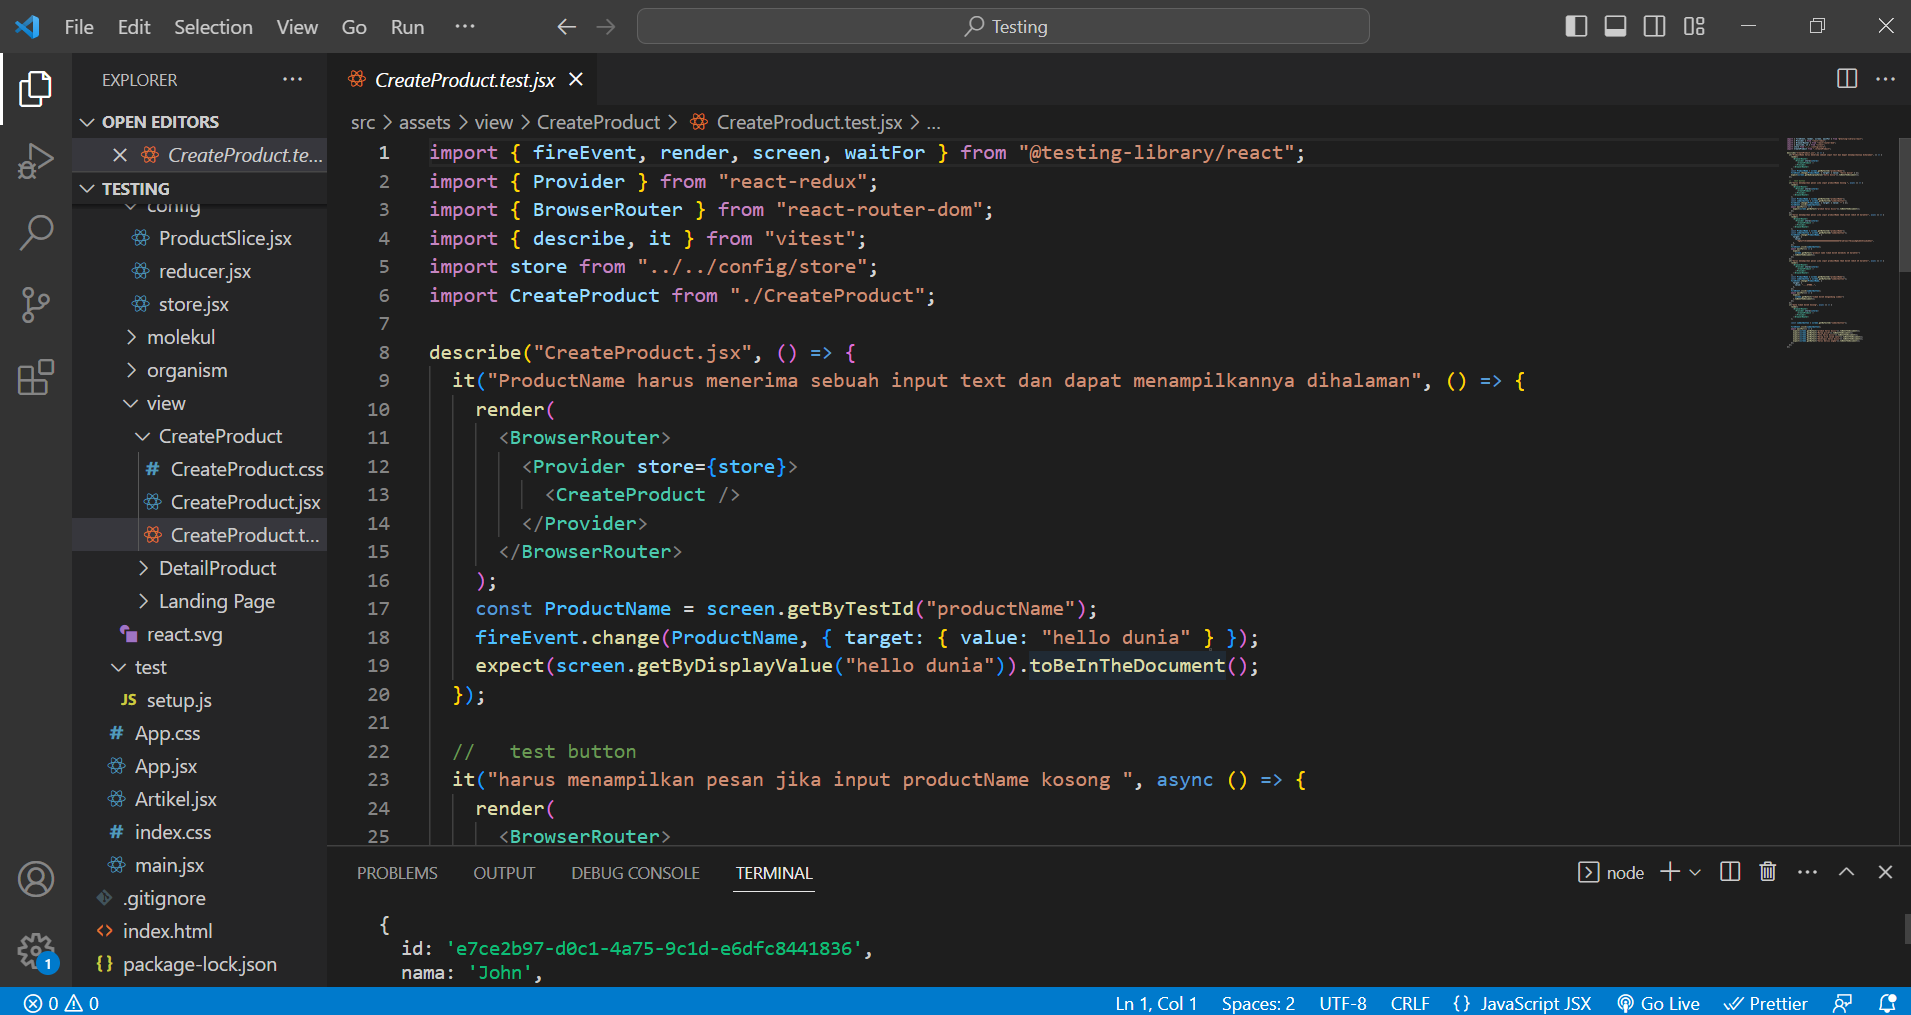 File Edit Selection View Go Run ··· Testing
EXPLORER ···
OPEN EDITORS
CreateProduct.te...
TESTING
config
ProductSlice.jsx
reducer.jsx
store.jsx
molekul
organism
view
CreateProduct
# CreateProduct.css
CreateProduct.jsx
CreateProduct.t...
DetailProduct
Landing Page
react.svg
test
JS setup.js
# App.css
App.jsx
Artikel.jsx
# index.css
main.jsx
.gitignore
<> index.html
{} package-lock.json
CreateProduct.test.jsx
src > assets > view > CreateProduct > CreateProduct.test.jsx > ...
1 import { fireEvent, render, screen, waitFor } from "@testing-library/react";
2 import { Provider } from "react-redux";
3 import { BrowserRouter } from "react-router-dom";
4 import { describe, it } from "vitest";
5 import store from "../../config/store";
6 import CreateProduct from "./CreateProduct";
7
8 describe("CreateProduct.jsx", () => {
9 it("ProductName harus menerima sebuah input text dan dapat menampilkannya dihalaman", () => {
10 render(
11 <BrowserRouter>
12 <Provider store={store}>
13 <CreateProduct />
14 </Provider>
15 </BrowserRouter>
16 );
17 const ProductName = screen.getByTestId("productName");
18 fireEvent.change(ProductName, { target: { value: "hello dunia" } });
19 expect(screen.getByDisplayValue("hello dunia")).toBeInTheDocument();
20 });
21
22 // test button
23 it("harus menampilkan pesan jika input productName kosong ", async () => {
24 render(
25 <BrowserRouter>
PROBLEMS OUTPUT DEBUG CONSOLE TERMINAL node
{
id: 'e7ce2b97-d0c1-4a75-9c1d-e6dfc8441836',
nama: 'John',
1
0 0 Ln 1, Col 1 Spaces: 2 UTF-8 CRLF {} JavaScript JSX Go Live Prettier